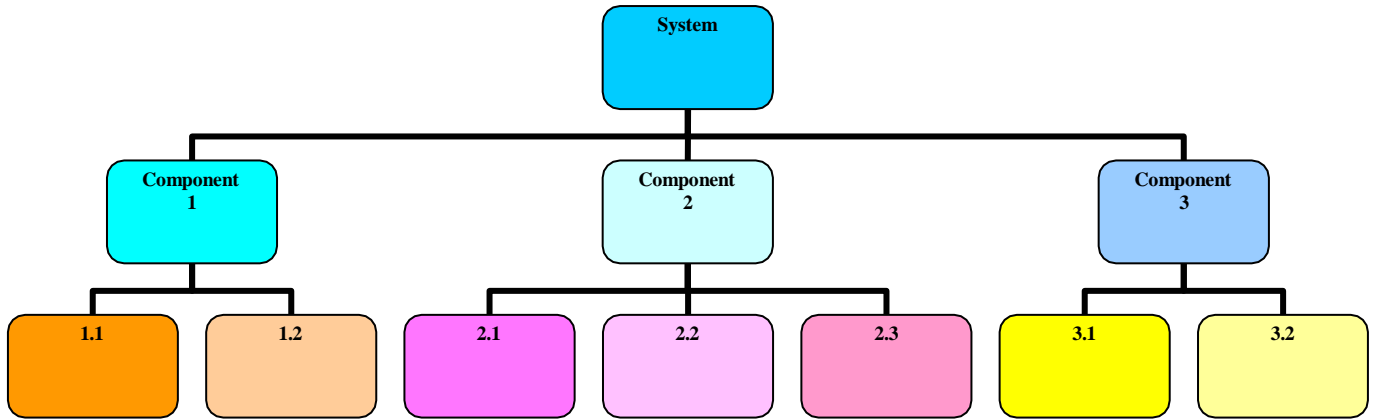 System
Component
1
Component
2
Component
3
1.1
1.2
2.1
2.2
2.3
3.1
3.2